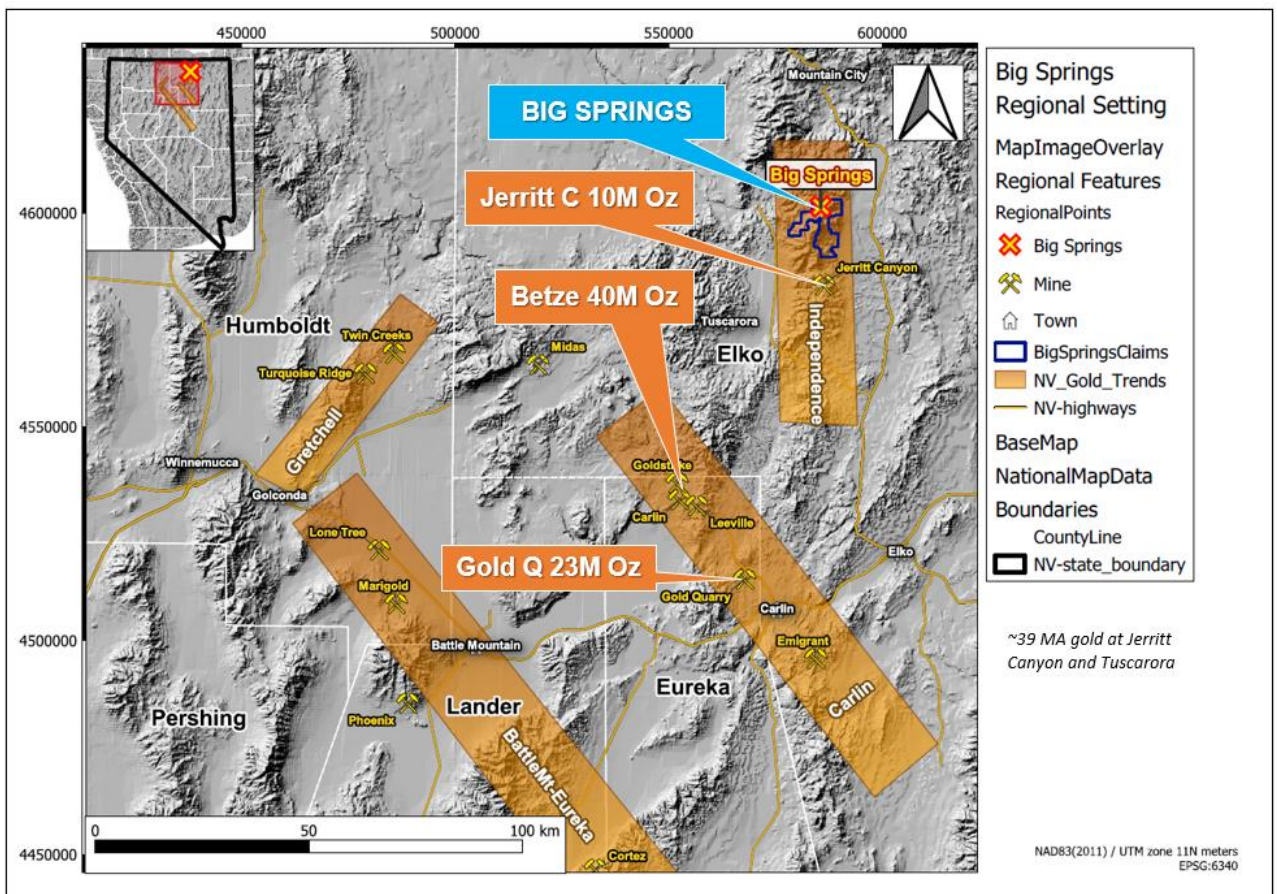 450000
500000
550000
600000
4600000
4550000
4500000
4450000
Mountain City
BIG SPRINGS
Big Springs
Jerritt C 10M Oz
Jerritt Canyon
Betze 40M Oz
Independence
Tuscarora
Elko
Humboldt
Twin Creeks
Midas
Turquoise Ridge
Gretchell
Winnemucca
Golconda
Goldstrike
Carlin
Leeville
Lone Tree
Elko
Gold Q 23M Oz
Marigold
Gold Quarry
Carlin
Battle Mountain
Emigrant
Eureka
Carlin
Lander
Pershing
Phoenix
BattleMt-Eureka
Cortez
0 50 100 km
Big Springs
Regional Setting
MapImageOverlay
Regional Features
RegionalPoints
Big Springs
Mine
Town
BigSpringsClaims
NV_Gold_Trends
NV-highways
BaseMap
NationalMapData
Boundaries
CountyLine
NV-state_boundary
~39 MA gold at Jerritt
Canyon and Tuscarora
NAD83(2011) / UTM zone 11N meters
EPSG:6340